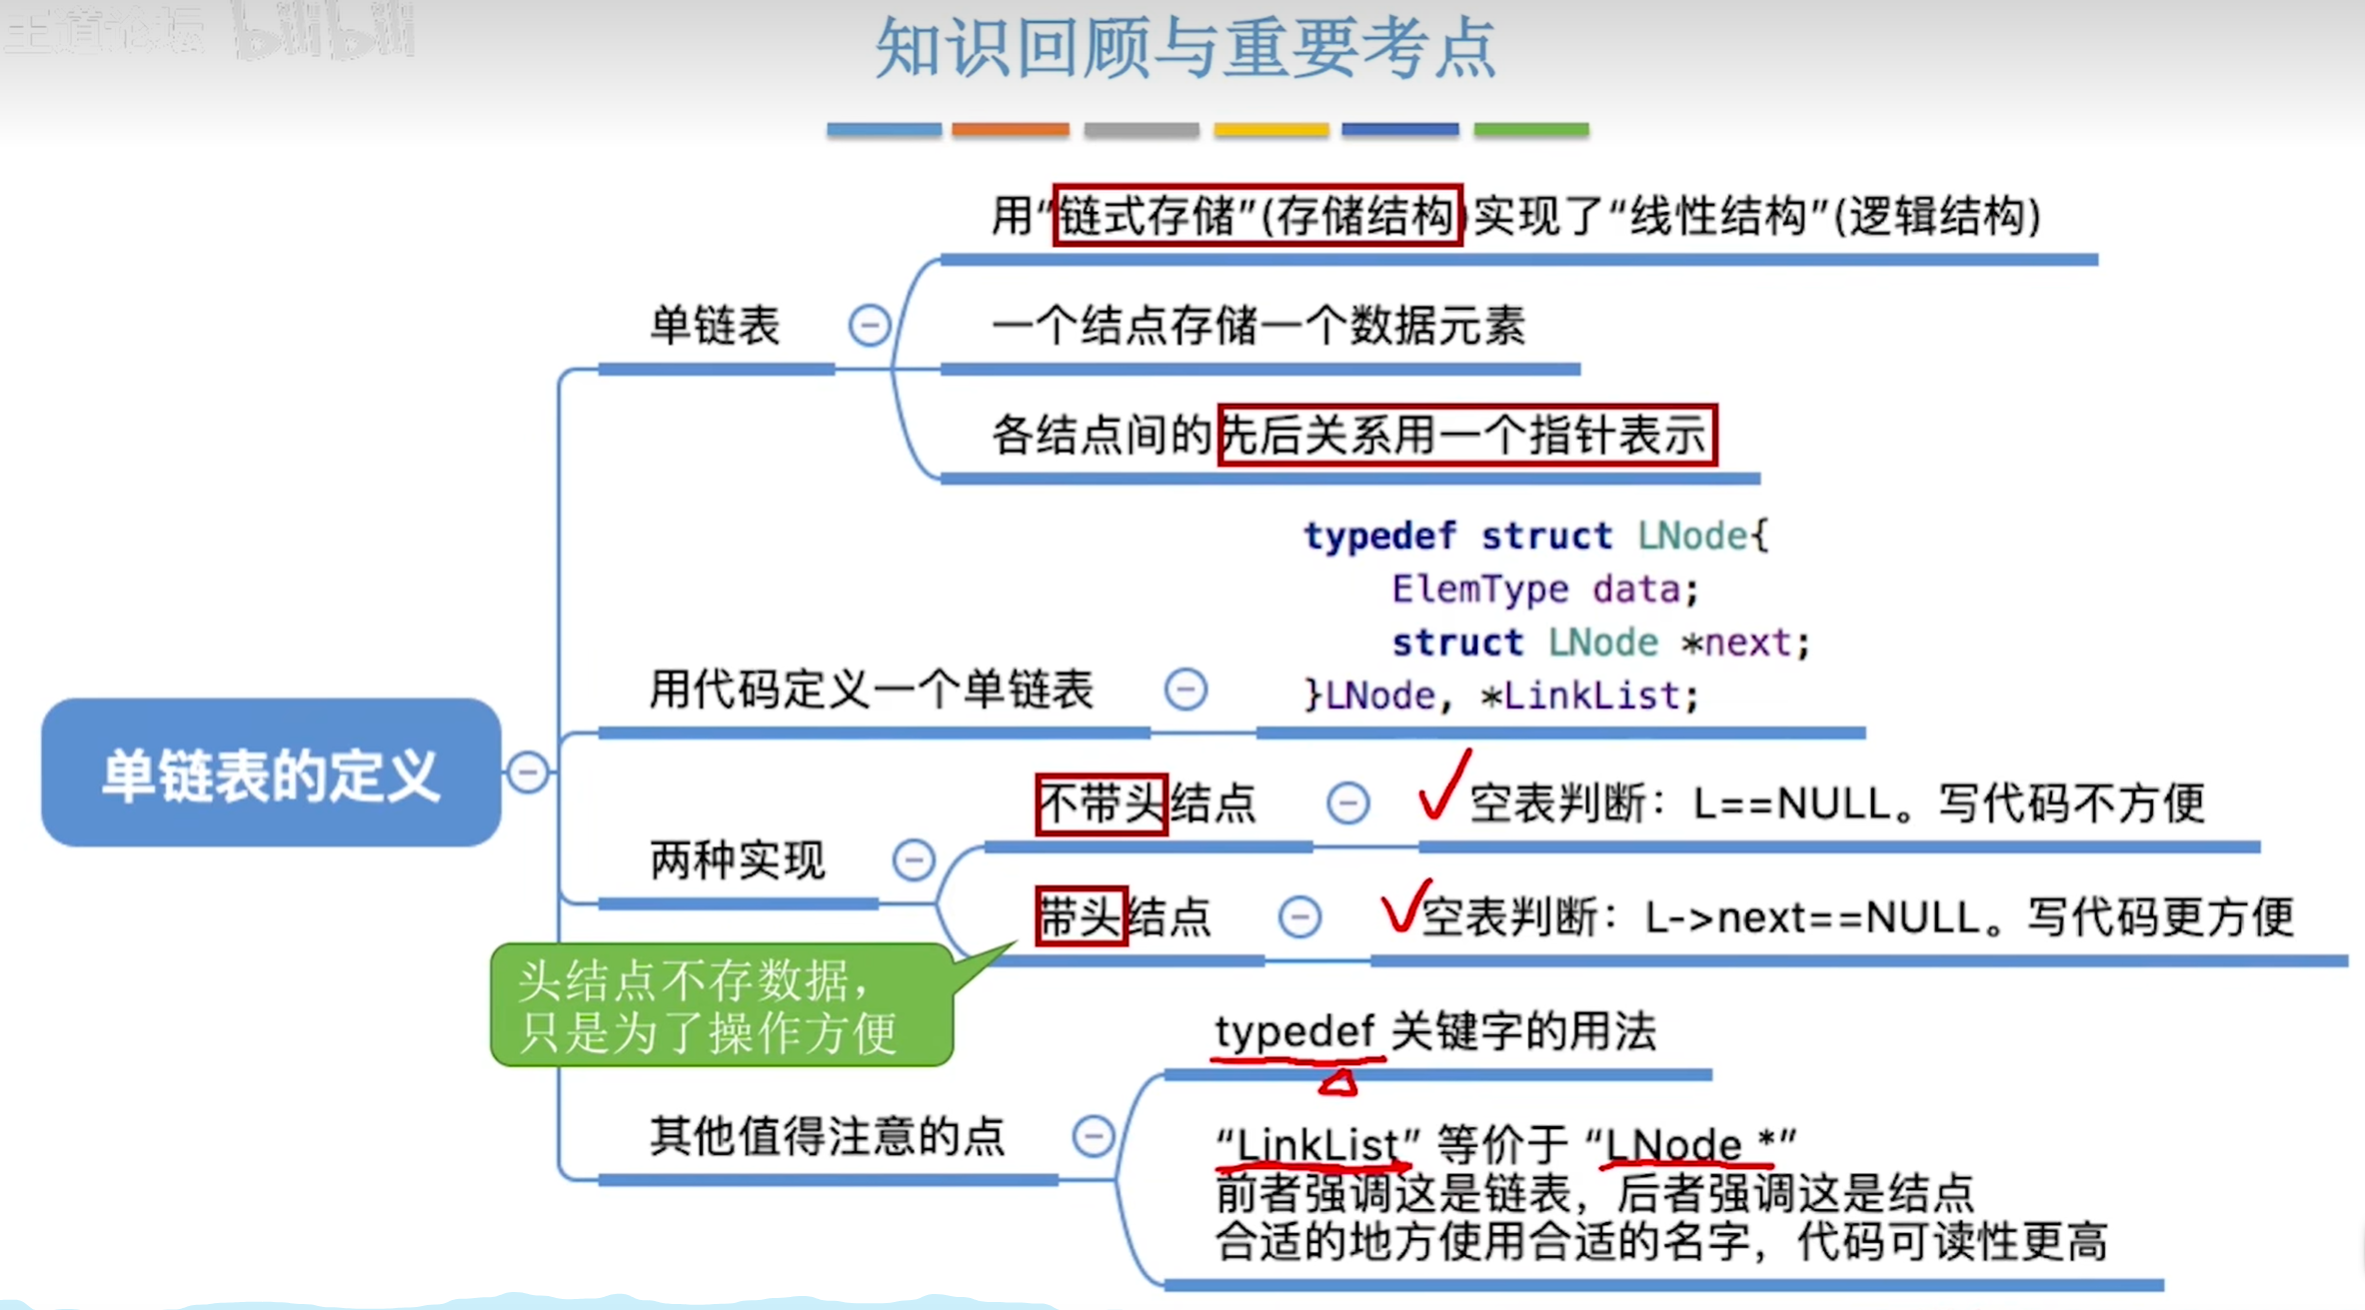 王道论坛 bilibili
知识回顾与重要考点
用“链式存储”(存储结构)实现了“线性结构”(逻辑结构)
单链表
一个结点存储一个数据元素
各结点间的先后关系用一个指针表示
typedef struct LNode{
ElemType data;
struct LNode *next;
}LNode, *LinkList;
用代码定义一个单链表
单链表的定义
不带头结点
空表判断：L==NULL。写代码不方便
两种实现
带头结点
空表判断：L->next==NULL。写代码更方便
头结点不存数据，
只是为了操作方便
typedef 关键字的用法
其他值得注意的点
“LinkList” 等价于 “LNode *”
前者强调这是链表，后者强调这是结点
合适的地方使用合适的名字，代码可读性更高